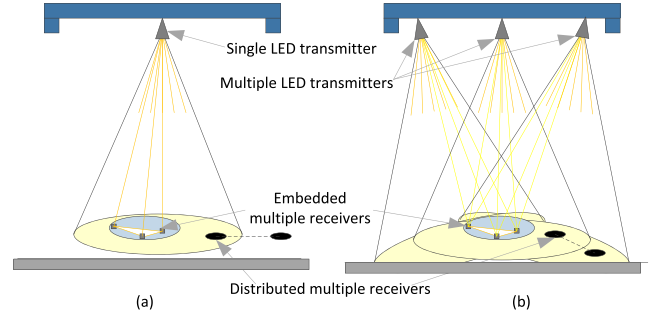 Single LED transmitter
Multiple LED transmitters
Embedded
multiple receivers
Distributed multiple receivers
(a)
(b)